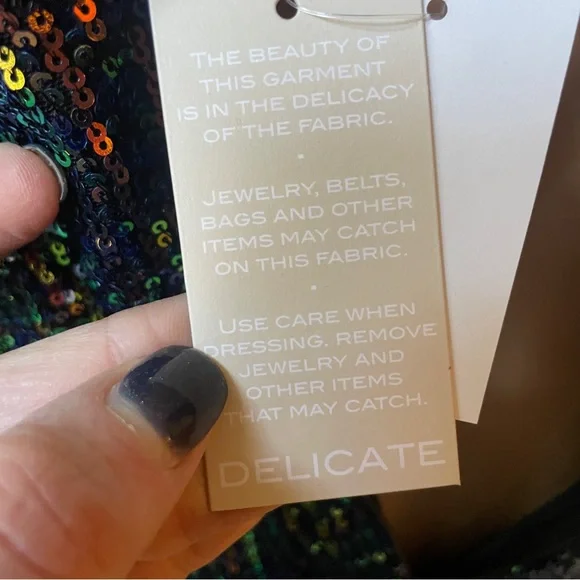 THE BEAUTY OF
THIS GARMENT
IS IN THE DELICACY
OF THE FABRIC.
JEWELRY, BELTS,
BAGS AND OTHER
ITEMS MAY CATCH
ON THIS FABRIC.
USE CARE WHEN
DRESSING. REMOVE
JEWELRY AND
OTHER ITEMS
THAT MAY CATCH.
DELICATE